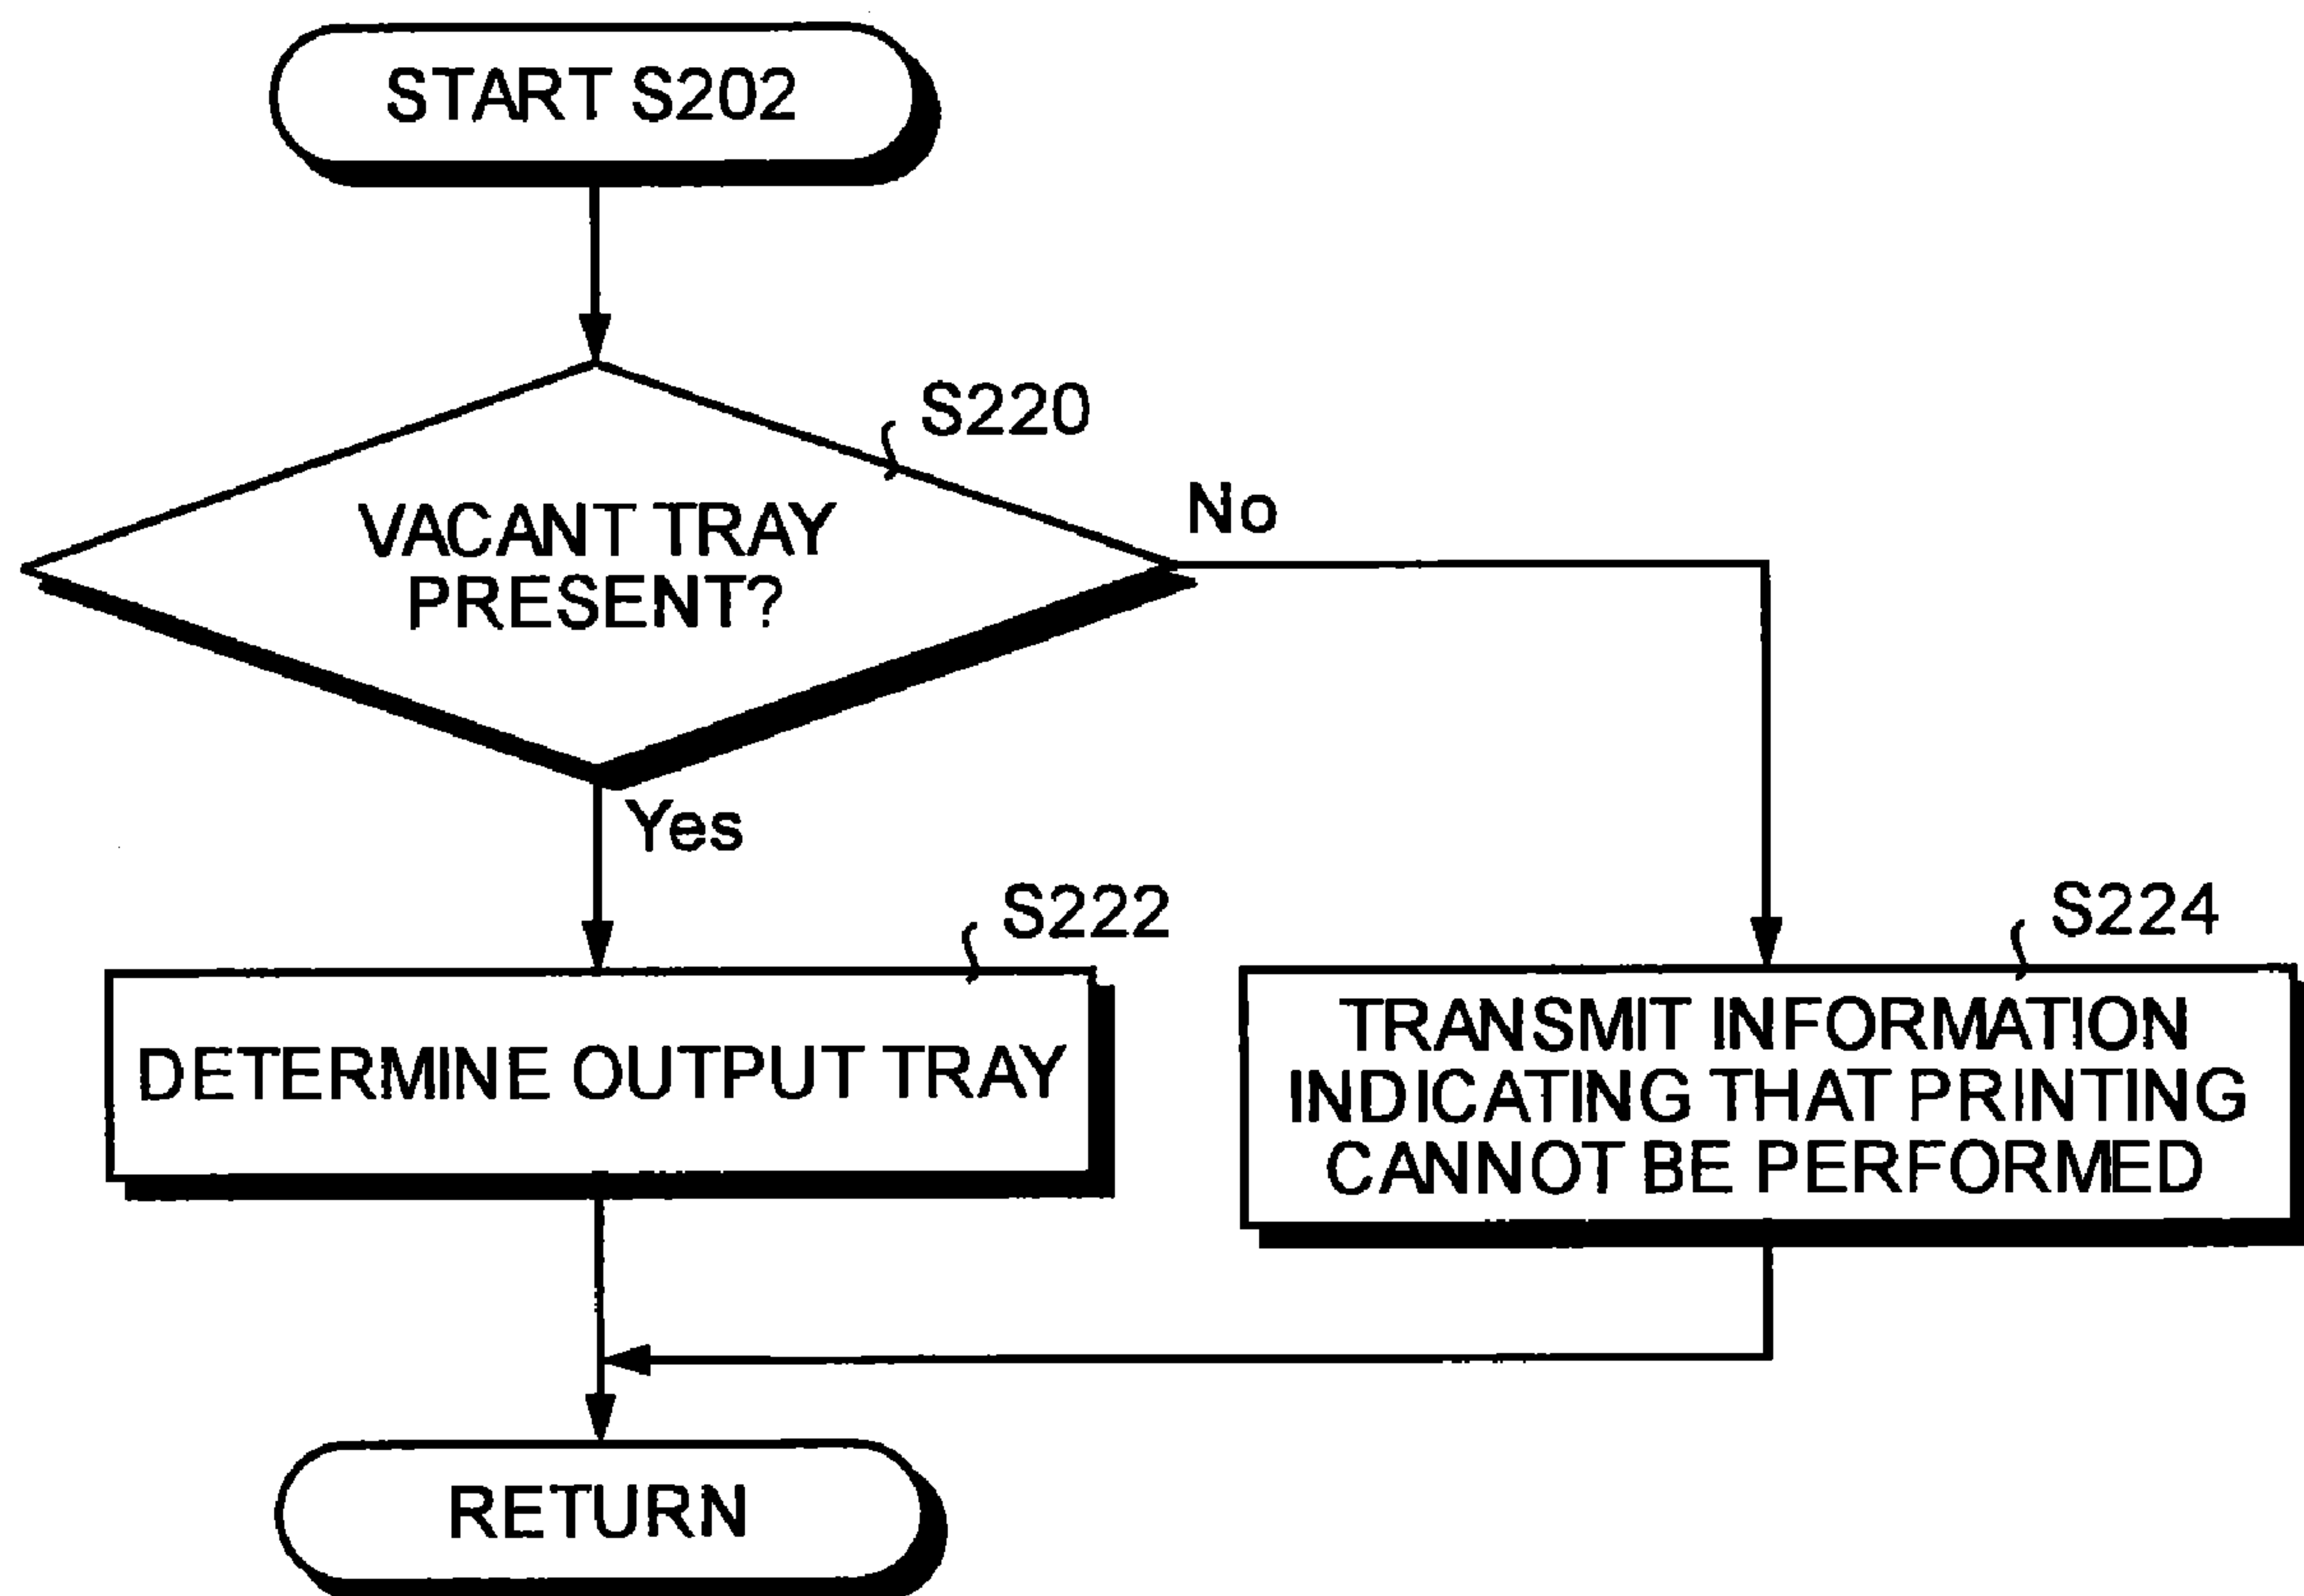 START S202
S220
VACANT TRAY
PRESENT?
No
Yes
S222
DETERMINE OUTPUT TRAY
S224
TRANSMIT INFORMATION
INDICATING THAT PRINTING
CANNOT BE PERFORMED
RETURN